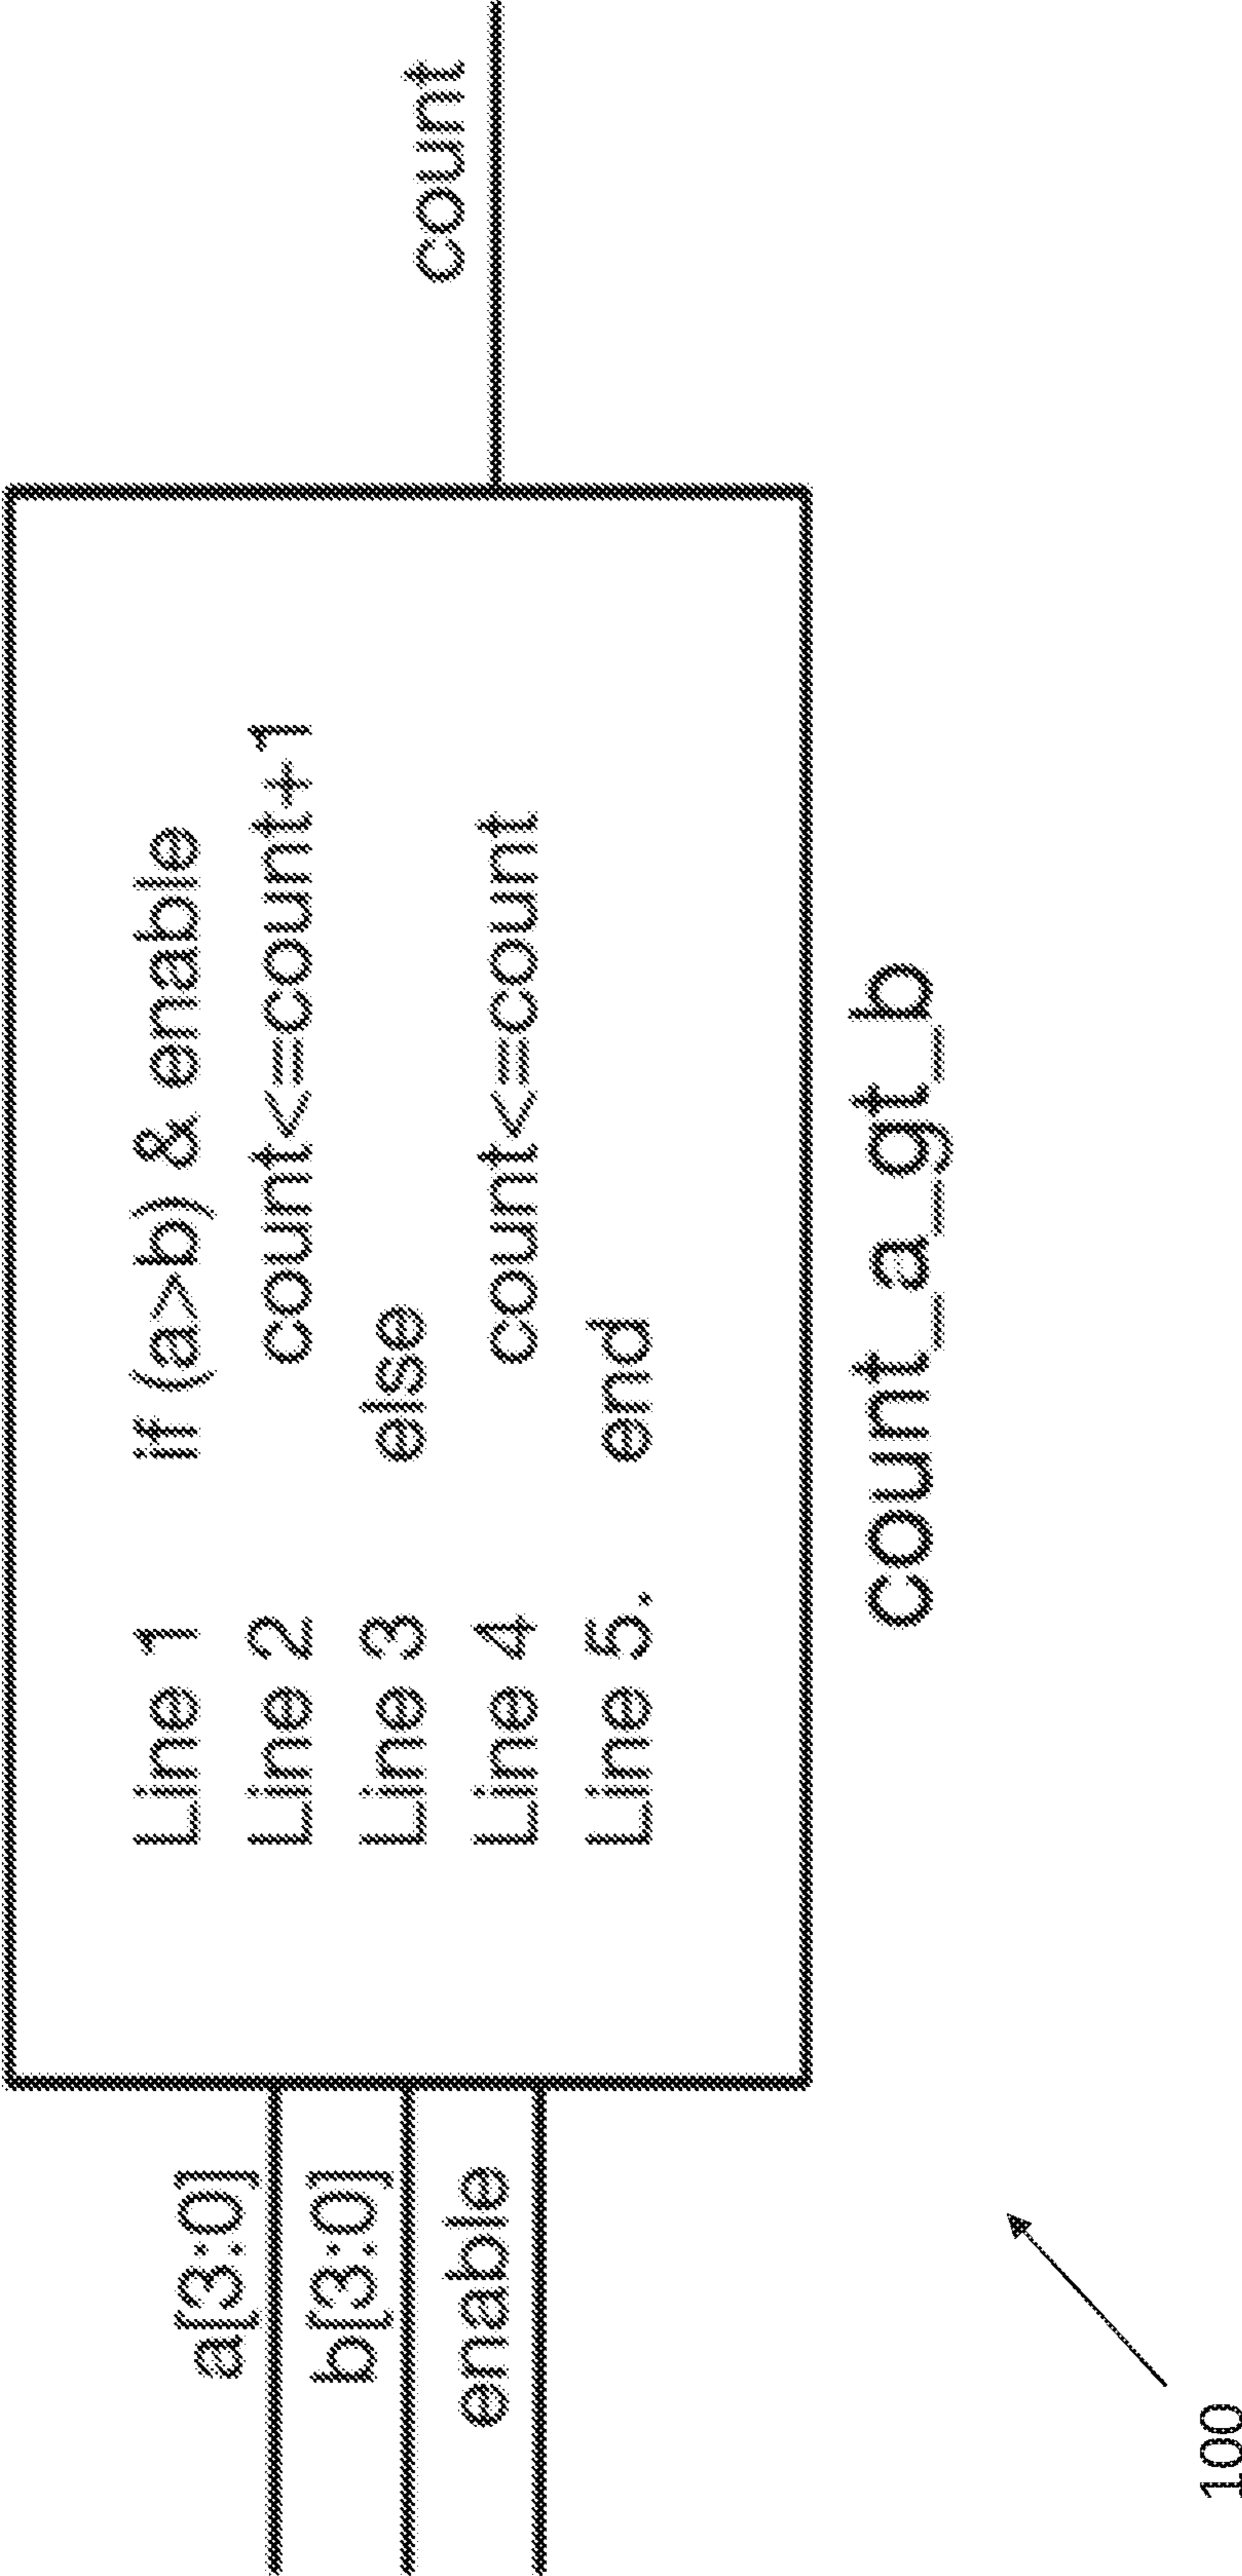 a[3:0]
b[3:0]
enable
Line 1 if (a>b) & enable
Line 2 count<=count+1
Line 3 else
Line 4 count<=count
Line 5. end
count
count_a_gt_b
100